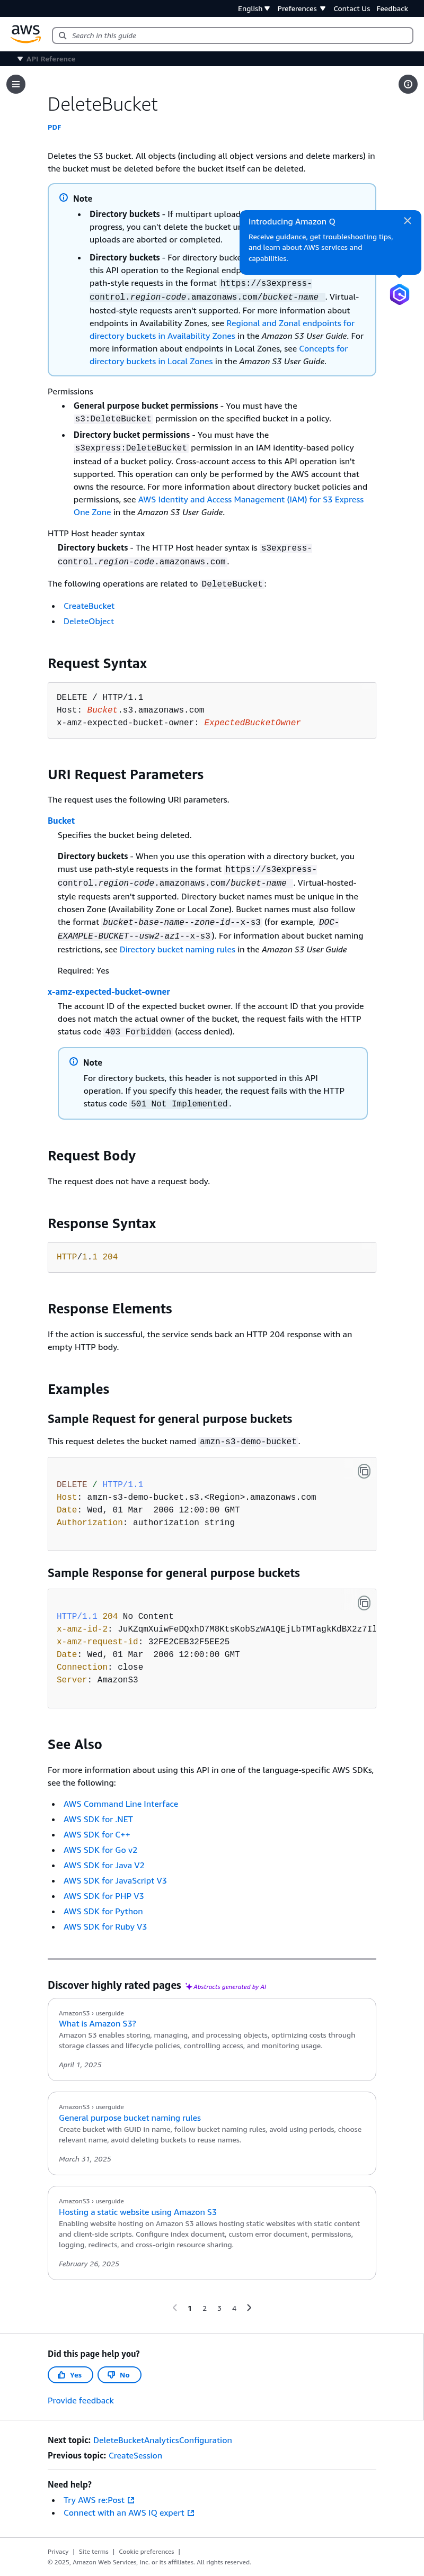 English Preferences Contact Us Feedback
aws
Search in this guide
API Reference
DeleteBucket
PDF
Deletes the S3 bucket. All objects (including all object versions and delete markers) in
the bucket must be deleted before the bucket itself can be deleted.
Note
• Directory buckets - If multipart upload
progress, you can't delete the bucket un
uploads are aborted or completed.
• Directory buckets - For directory bucke
this API operation to the Regional endp
requests in the format https://s3express-
control.region-code.amazonaws.com/bucket-name . Virtual-
hosted-style requests aren't supported. For more information about
endpoints in Availability Zones, see Regional and Zonal endpoints for
directory buckets in Availability Zones in the Amazon S3 User Guide. For
more information about endpoints in Local Zones, see Concepts for
directory buckets in Local Zones in the Amazon S3 User Guide.
Introducing Amazon Q
Receive guidance, get troubleshooting tips,
and learn about AWS services and
capabilities.
Permissions
• General purpose bucket permissions - You must have the
s3:DeleteBucket permission on the specified bucket in a policy.
• Directory bucket permissions - You must have the
s3express:DeleteBucket permission in an IAM identity-based policy
instead of a bucket policy. Cross-account access to this API operation isn't
supported. This operation can only be performed by the AWS account that
owns the resource. For more information about directory bucket policies and
permissions, see AWS Identity and Access Management (IAM) for S3 Express
One Zone in the Amazon S3 User Guide.
HTTP Host header syntax
Directory buckets - The HTTP Host header syntax is s3express-
control.region-code.amazonaws.com.
The following operations are related to DeleteBucket:
• CreateBucket
• DeleteObject
Request Syntax
DELETE / HTTP/1.1
Host: Bucket.s3.amazonaws.com
x-amz-expected-bucket-owner: ExpectedBucketOwner
URI Request Parameters
The request uses the following URI parameters.
Bucket
Specifies the bucket being deleted.
Directory buckets - When you use this operation with a directory bucket, you
must use path-style requests in the format https://s3express-
control.region-code.amazonaws.com/bucket-name . Virtual-hosted-
style requests aren't supported. Directory bucket names must be unique in the
chosen Zone (Availability Zone or Local Zone). Bucket names must also follow
the format bucket-base-name--zone-id--x-s3 (for example, DOC-
EXAMPLE-BUCKET--usw2-az1--x-s3). For information about bucket naming
restrictions, see Directory bucket naming rules in the Amazon S3 User Guide
Required: Yes
x-amz-expected-bucket-owner
The account ID of the expected bucket owner. If the account ID that you provide
does not match the actual owner of the bucket, the request fails with the HTTP
status code 403 Forbidden (access denied).
Note
For directory buckets, this header is not supported in this API
operation. If you specify this header, the request fails with the HTTP
status code 501 Not Implemented.
Request Body
The request does not have a request body.
Response Syntax
HTTP/1.1 204
Response Elements
If the action is successful, the service sends back an HTTP 204 response with an
empty HTTP body.
Examples
Sample Request for general purpose buckets
This request deletes the bucket named amzn-s3-demo-bucket.
DELETE / HTTP/1.1
Host: amzn-s3-demo-bucket.s3.<Region>.amazonaws.com
Date: Wed, 01 Mar  2006 12:00:00 GMT
Authorization: authorization string
Sample Response for general purpose buckets
HTTP/1.1 204 No Content
x-amz-id-2: JuKZqmXuiwFeDQxhD7M8KtsKobSzWA1QEjLbTMTagkKdBX2z7Il
x-amz-request-id: 32FE2CEB32F5EE25
Date: Wed, 01 Mar  2006 12:00:00 GMT
Connection: close
Server: AmazonS3
See Also
For more information about using this API in one of the language-specific AWS SDKs,
see the following:
• AWS Command Line Interface
• AWS SDK for .NET
• AWS SDK for C++
• AWS SDK for Go v2
• AWS SDK for Java V2
• AWS SDK for JavaScript V3
• AWS SDK for PHP V3
• AWS SDK for Python
• AWS SDK for Ruby V3
Discover highly rated pages Abstracts generated by AI
AmazonS3 › userguide
What is Amazon S3?
Amazon S3 enables storing, managing, and processing objects, optimizing costs through
storage classes and lifecycle policies, controlling access, and monitoring usage.
April 1, 2025
AmazonS3 › userguide
General purpose bucket naming rules
Create bucket with GUID in name, follow bucket naming rules, avoid using periods, choose
relevant name, avoid deleting buckets to reuse names.
March 31, 2025
AmazonS3 › userguide
Hosting a static website using Amazon S3
Enabling website hosting on Amazon S3 allows hosting static websites with static content
and client-side scripts. Configure index document, custom error document, permissions,
logging, redirects, and cross-origin resource sharing.
February 26, 2025
1 2 3 4
Did this page help you?
Yes No
Provide feedback
Next topic: DeleteBucketAnalyticsConfiguration
Previous topic: CreateSession
Need help?
• Try AWS re:Post
• Connect with an AWS IQ expert
Privacy | Site terms | Cookie preferences |
© 2025, Amazon Web Services, Inc. or its affiliates. All rights reserved.